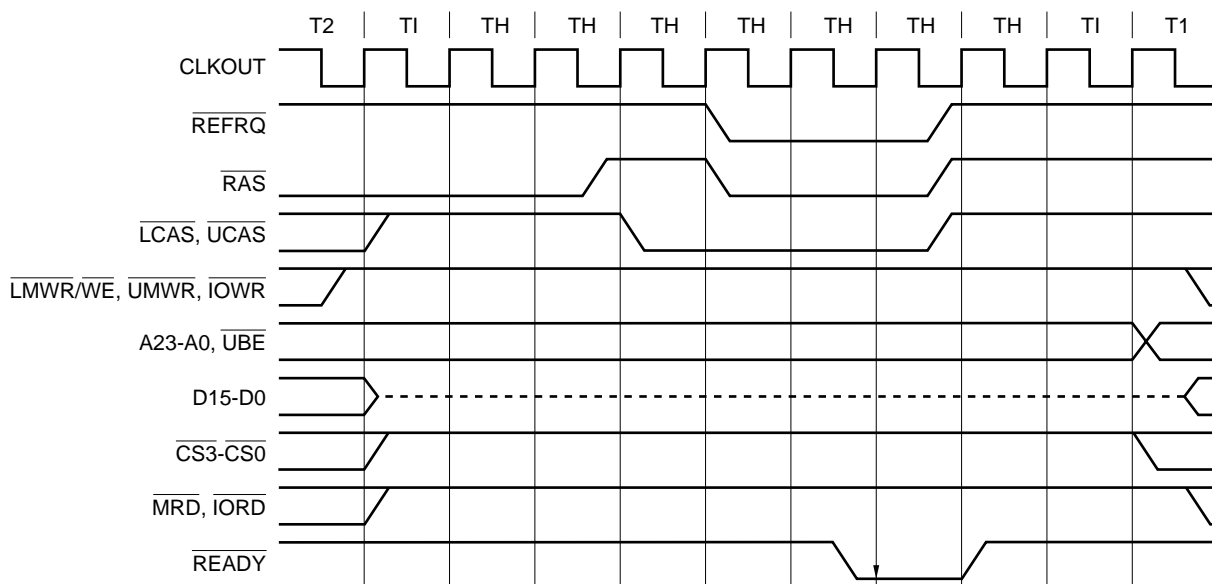 T2 TI TH TH TH TH TH TH TH TI T1
CLKOUT
REFRQ
RAS
LCAS, UCAS
LMWR/WE, UMWR, IOWR
A23-A0, UBE
D15-D0
CS3-CS0
MRD, IORD
READY